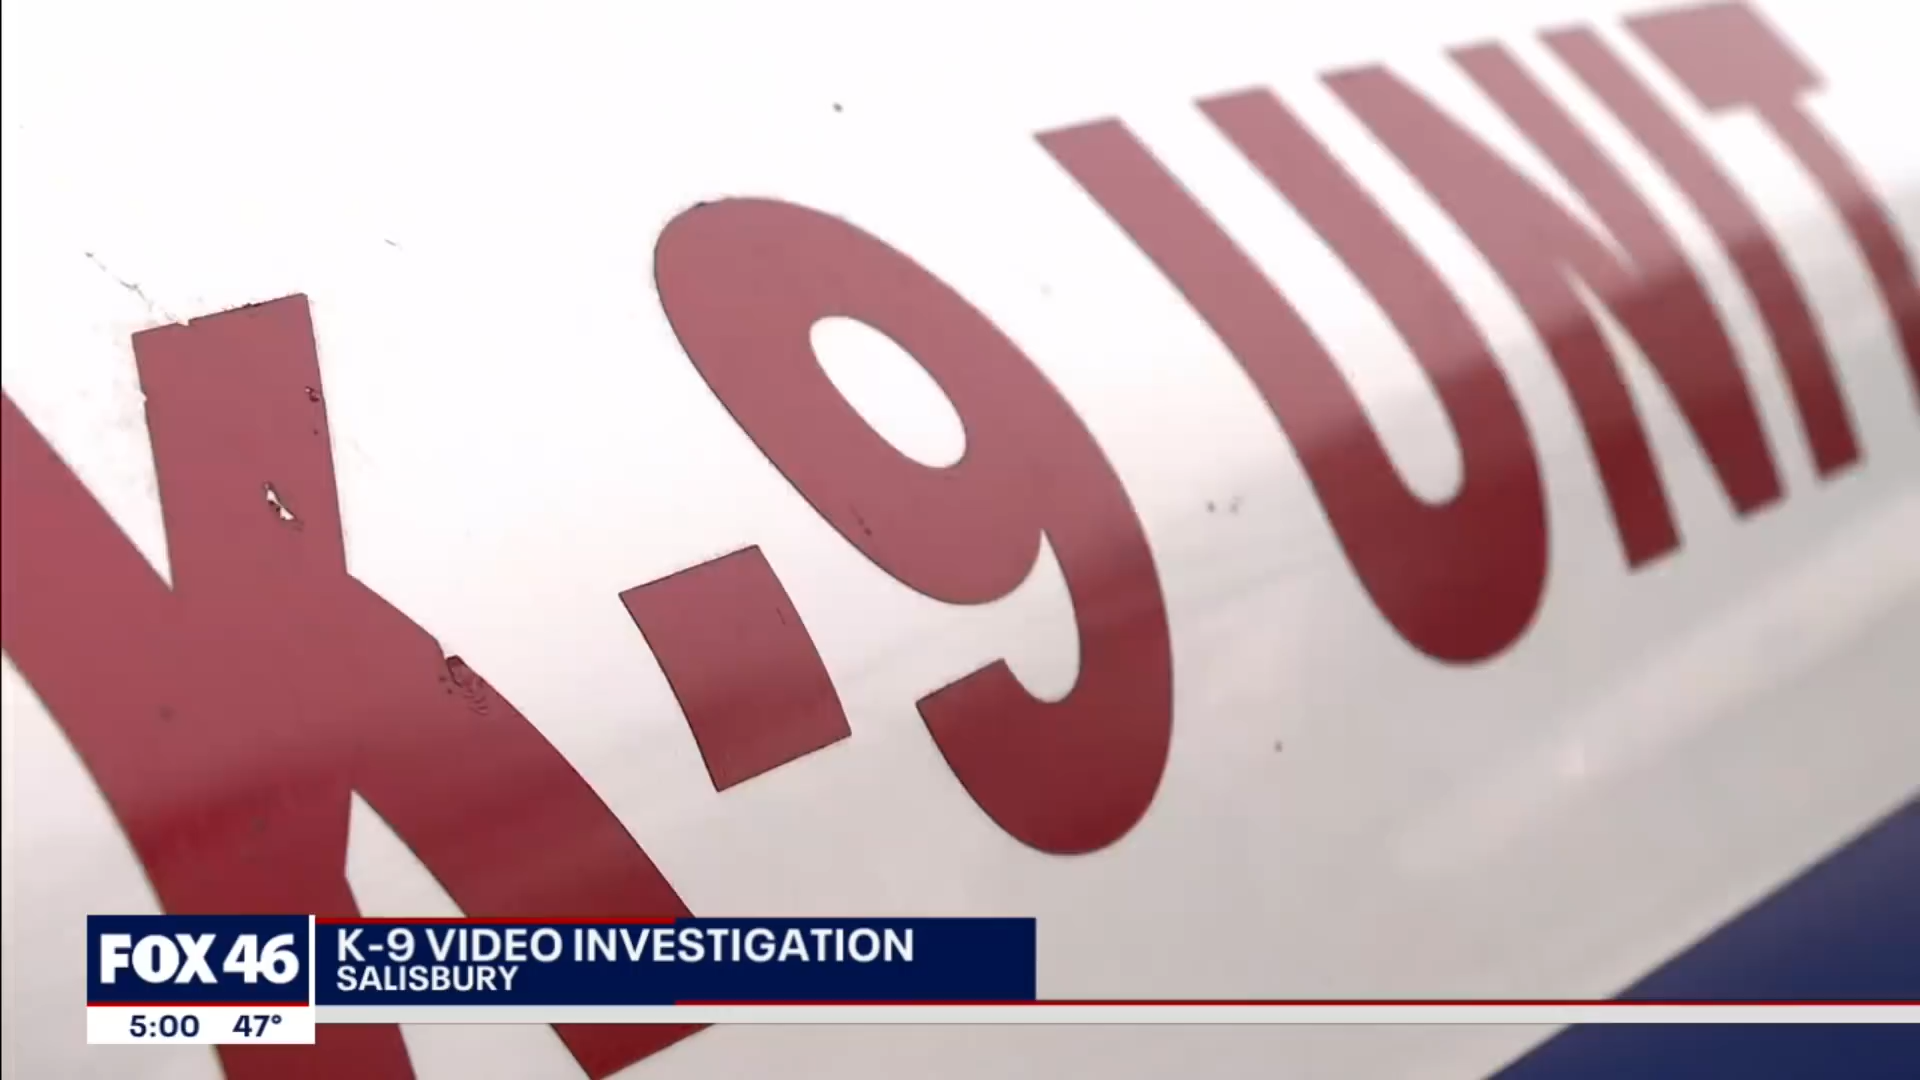 K-9 UNIT
FOX 46
K-9 VIDEO INVESTIGATION
SALISBURY
5:00 47°